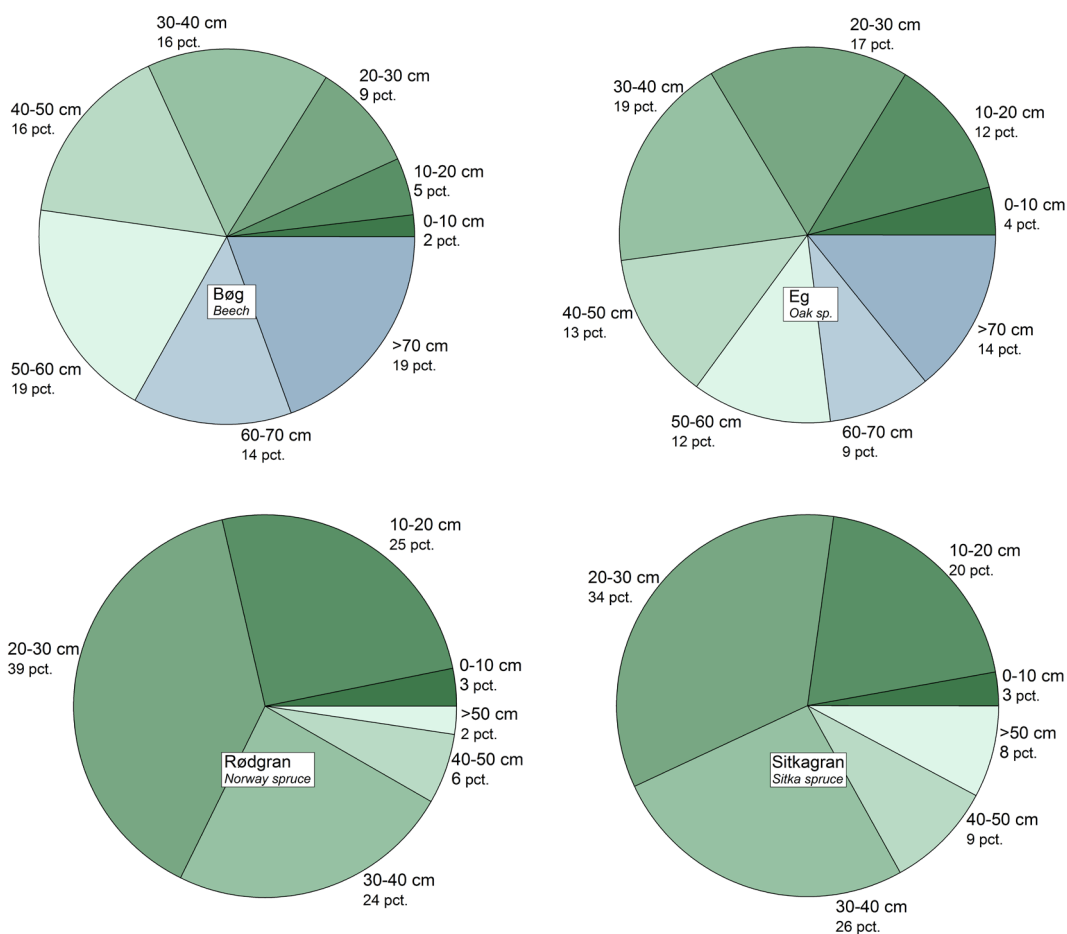 30-40 cm
16 pct.
20-30 cm
9 pct.
40-50 cm
16 pct.
10-20 cm
5 pct.
0-10 cm
2 pct.
Bøg
Beech
>70 cm
19 pct.
50-60 cm
19 pct.
60-70 cm
14 pct.
20-30 cm
17 pct.
30-40 cm
19 pct.
10-20 cm
12 pct.
0-10 cm
4 pct.
Eg
Oak sp.
40-50 cm
13 pct.
>70 cm
14 pct.
50-60 cm
12 pct.
60-70 cm
9 pct.
10-20 cm
25 pct.
20-30 cm
39 pct.
0-10 cm
3 pct.
>50 cm
2 pct.
Rødgran
Norway spruce
40-50 cm
6 pct.
30-40 cm
24 pct.
10-20 cm
20 pct.
20-30 cm
34 pct.
0-10 cm
3 pct.
>50 cm
8 pct.
Sitkagran
Sitka spruce
40-50 cm
9 pct.
30-40 cm
26 pct.